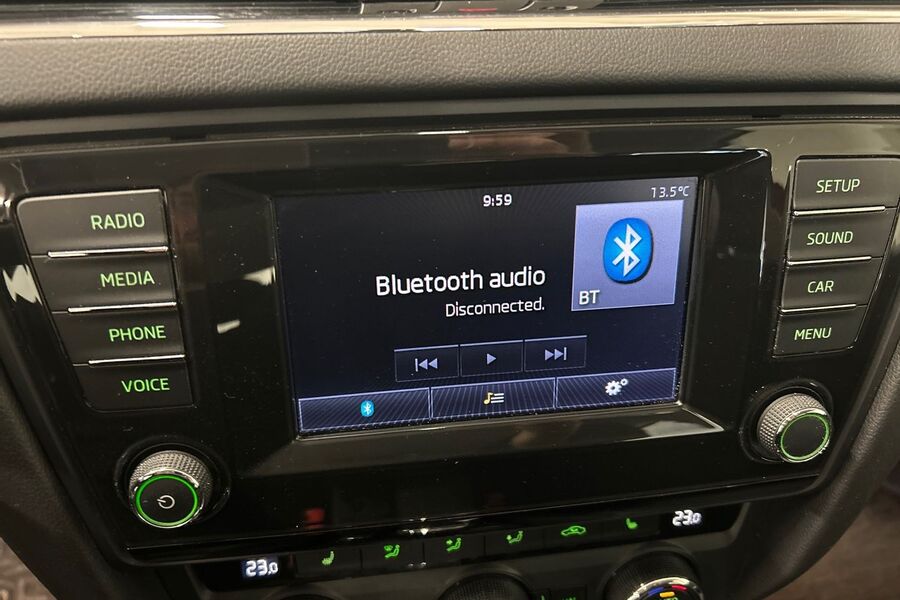 9:59
13.5°C
RADIO
MEDIA
PHONE
VOICE
Bluetooth audio
Disconnected.
BT
SETUP
SOUND
CAR
MENU
23.0
23.0